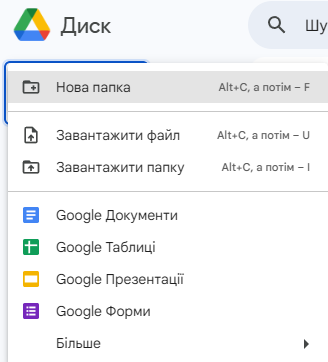 Диск
Шу
Нова папка Alt+C, а потім – F
Завантажити файл Alt+C, а потім – U
Завантажити папку Alt+C, а потім – I
Google Документи
Google Таблиці
Google Презентації
Google Форми
Більше